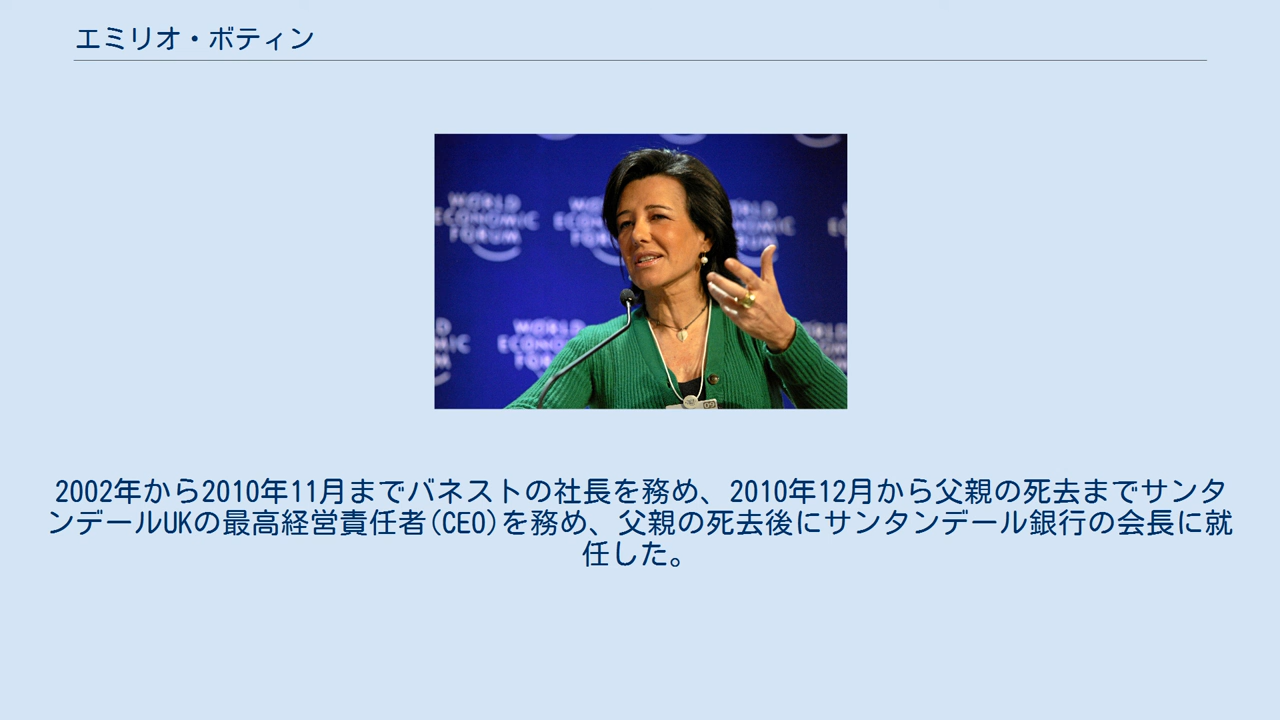 エミリオ・ボティン
WORLD
ECONOMIC
FORUM
WORLD
ECONOMIC
FORUM
2002年から2010年11月までバネストの社長を務め、2010年12月から父親の死去までサンタ
ンデールUKの最高経営責任者(CEO)を務め、父親の死去後にサンタンデール銀行の会長に就
任した。